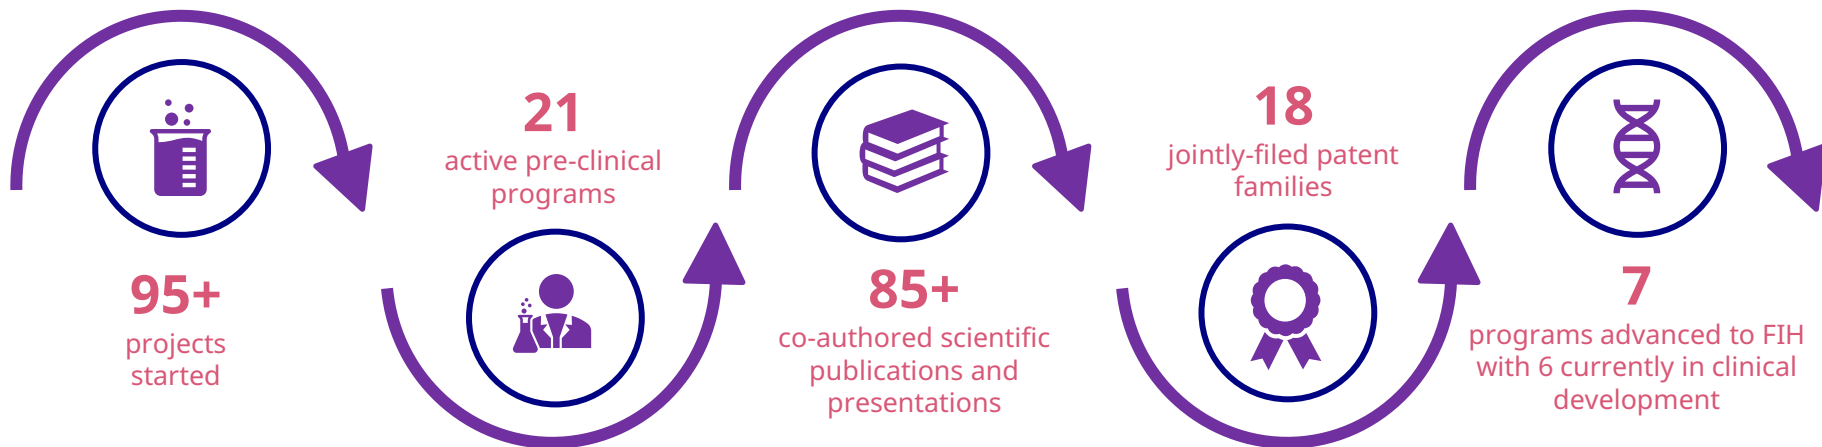 95+
projects
started
21
active pre-clinical
programs
85+
co-authored scientific
publications and
presentations
18
jointly-filed patent
families
7
programs advanced to FIH
with 6 currently in clinical
development